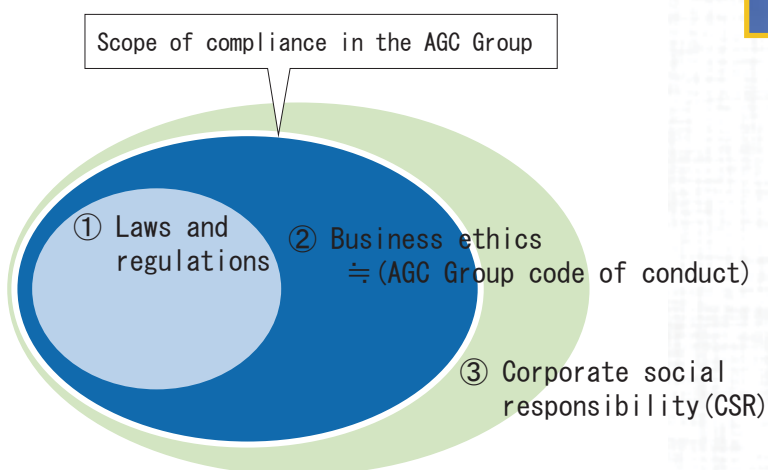 Scope of compliance in the AGC Group
① Laws and
regulations
② Business ethics
≒(AGC Group code of conduct)
③ Corporate social
responsibility(CSR)